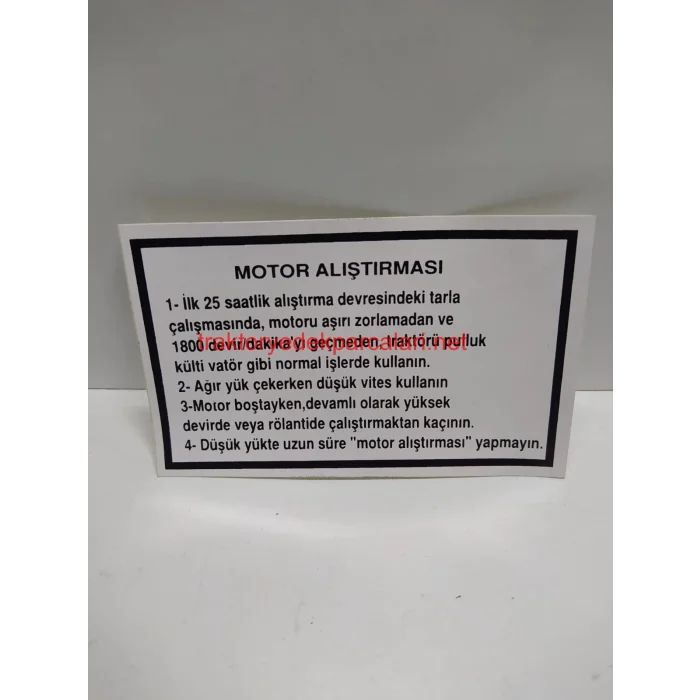 MOTOR ALIŞTIRMASI
1- İlk 25 saatlik alıştırma devresindeki tarla
çalışmasında, motoru aşırı zorlamadan ve
1800 devir/dakika'yı geçmeden, traktörü pulluk
traktoryedekparcalari.net
külti vatör gibi normal işlerde kullanın.
2- Ağır yük çekerken düşük vites kullanın
3-Motor boştayken,devamlı olarak yüksek
devirde veya rölantide çalıştırmaktan kaçının.
4- Düşük yükte uzun süre "motor alıştırması" yapmayın.